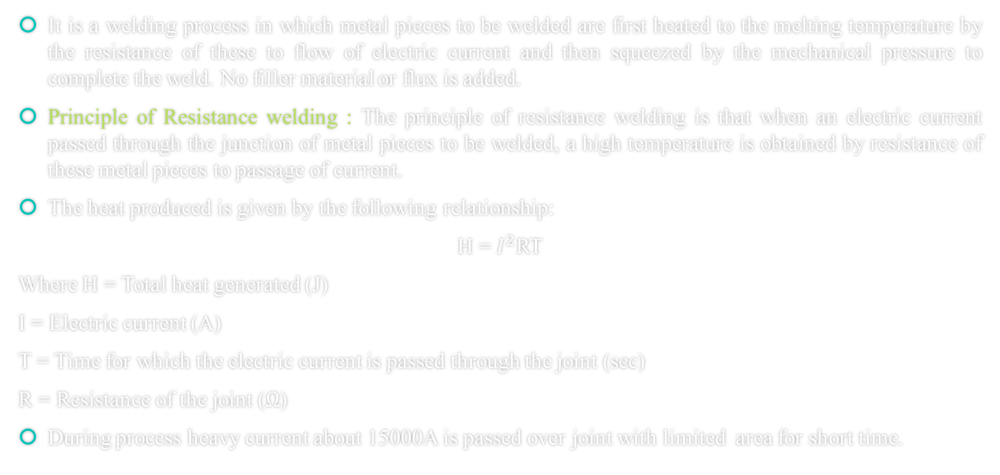 It is a welding process in which metal pieces to be welded are first heated to the melting temperature by
the resistance of these to flow of electric current and then squeezed by the mechanical pressure to
complete the weld. No filler material or flux is added.
Principle of Resistance welding : The principle of resistance welding is that when an electric current
passed through the junction of metal pieces to be welded, a high temperature is obtained by resistance of
these metal pieces to passage of current.
The heat produced is given by the following relationship:
H = I²RT
Where H = Total heat generated (J)
I = Electric current (A)
T = Time for which the electric current is passed through the joint (sec)
R = Resistance of the joint (Ω)
During process heavy current about 15000A is passed over joint with limited area for short time.